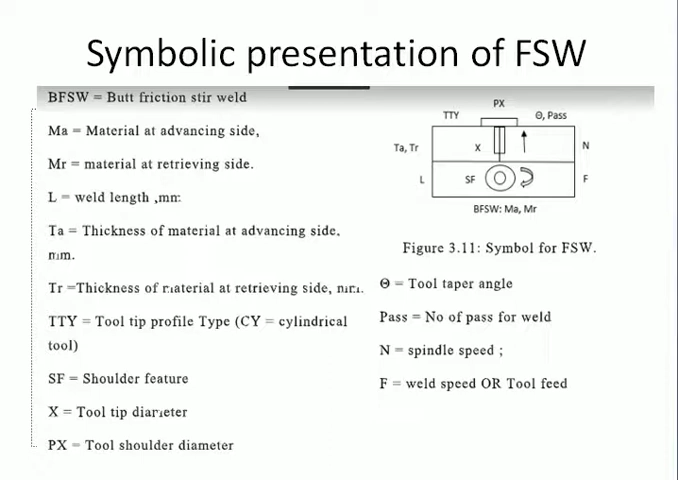 Symbolic presentation of FSW
BFSW = Butt friction stir weld
Ma = Material at advancing side,
Mr = material at retrieving side.
L = weld length ,mm:
Ta = Thickness of material at advancing side,
mm.
Tr =Thickness of material at retrieving side, mm.
TTY = Tool tip profile Type (CY = cylindrical
tool)
SF = Shoulder feature
X = Tool tip diameter
PX = Tool shoulder diameter
PX
TTY
Θ, Pass
Ta, Tr
X
N
L
SF
F
BFSW: Ma, Mr
Figure 3.11: Symbol for FSW.
Θ = Tool taper angle
Pass = No of pass for weld
N = spindle speed ;
F = weld speed OR Tool feed